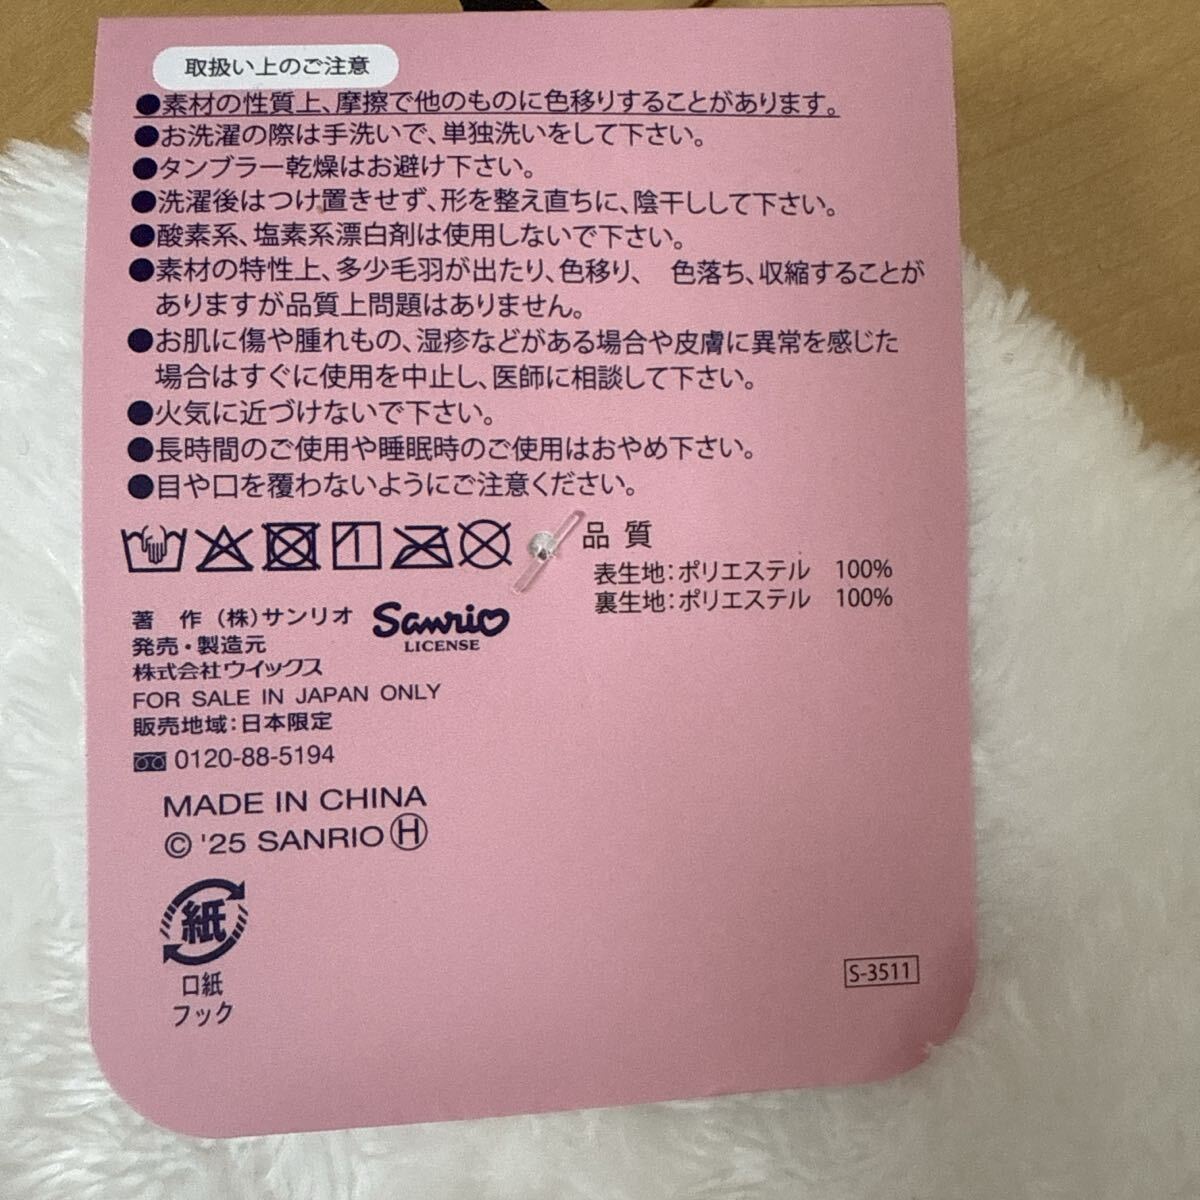 取扱い上のご注意
●素材の性質上、摩擦で他のものに色移りすることがあります。
●お洗濯の際は手洗いで、単独洗いをして下さい。
●タンブラー乾燥はお避け下さい。
●洗濯後はつけ置きせず、形を整え直ちに、陰干しして下さい。
●酸素系、塩素系漂白剤は使用しないで下さい。
●素材の特性上、多少毛羽が出たり、色移り、　色落ち、収縮することが
ありますが品質上問題はありません。
●お肌に傷や腫れもの、湿疹などがある場合や皮膚に異常を感じた
場合はすぐに使用を中止し、医師に相談して下さい。
●火気に近づけないで下さい。
●長時間のご使用や睡眠時のご使用はおやめ下さい。
●目や口を覆わないようにご注意ください。
品 質
表生地：ポリエステル　100%
裏生地：ポリエステル　100%
著　作（株）サンリオ
Sanrio
LICENSE
発売・製造元
株式会社ウイックス
FOR SALE IN JAPAN ONLY
販売地域：日本限定
0120-88-5194
MADE IN CHINA
© '25 SANRIO Ⓗ
紙
口紙
フック
S-3511